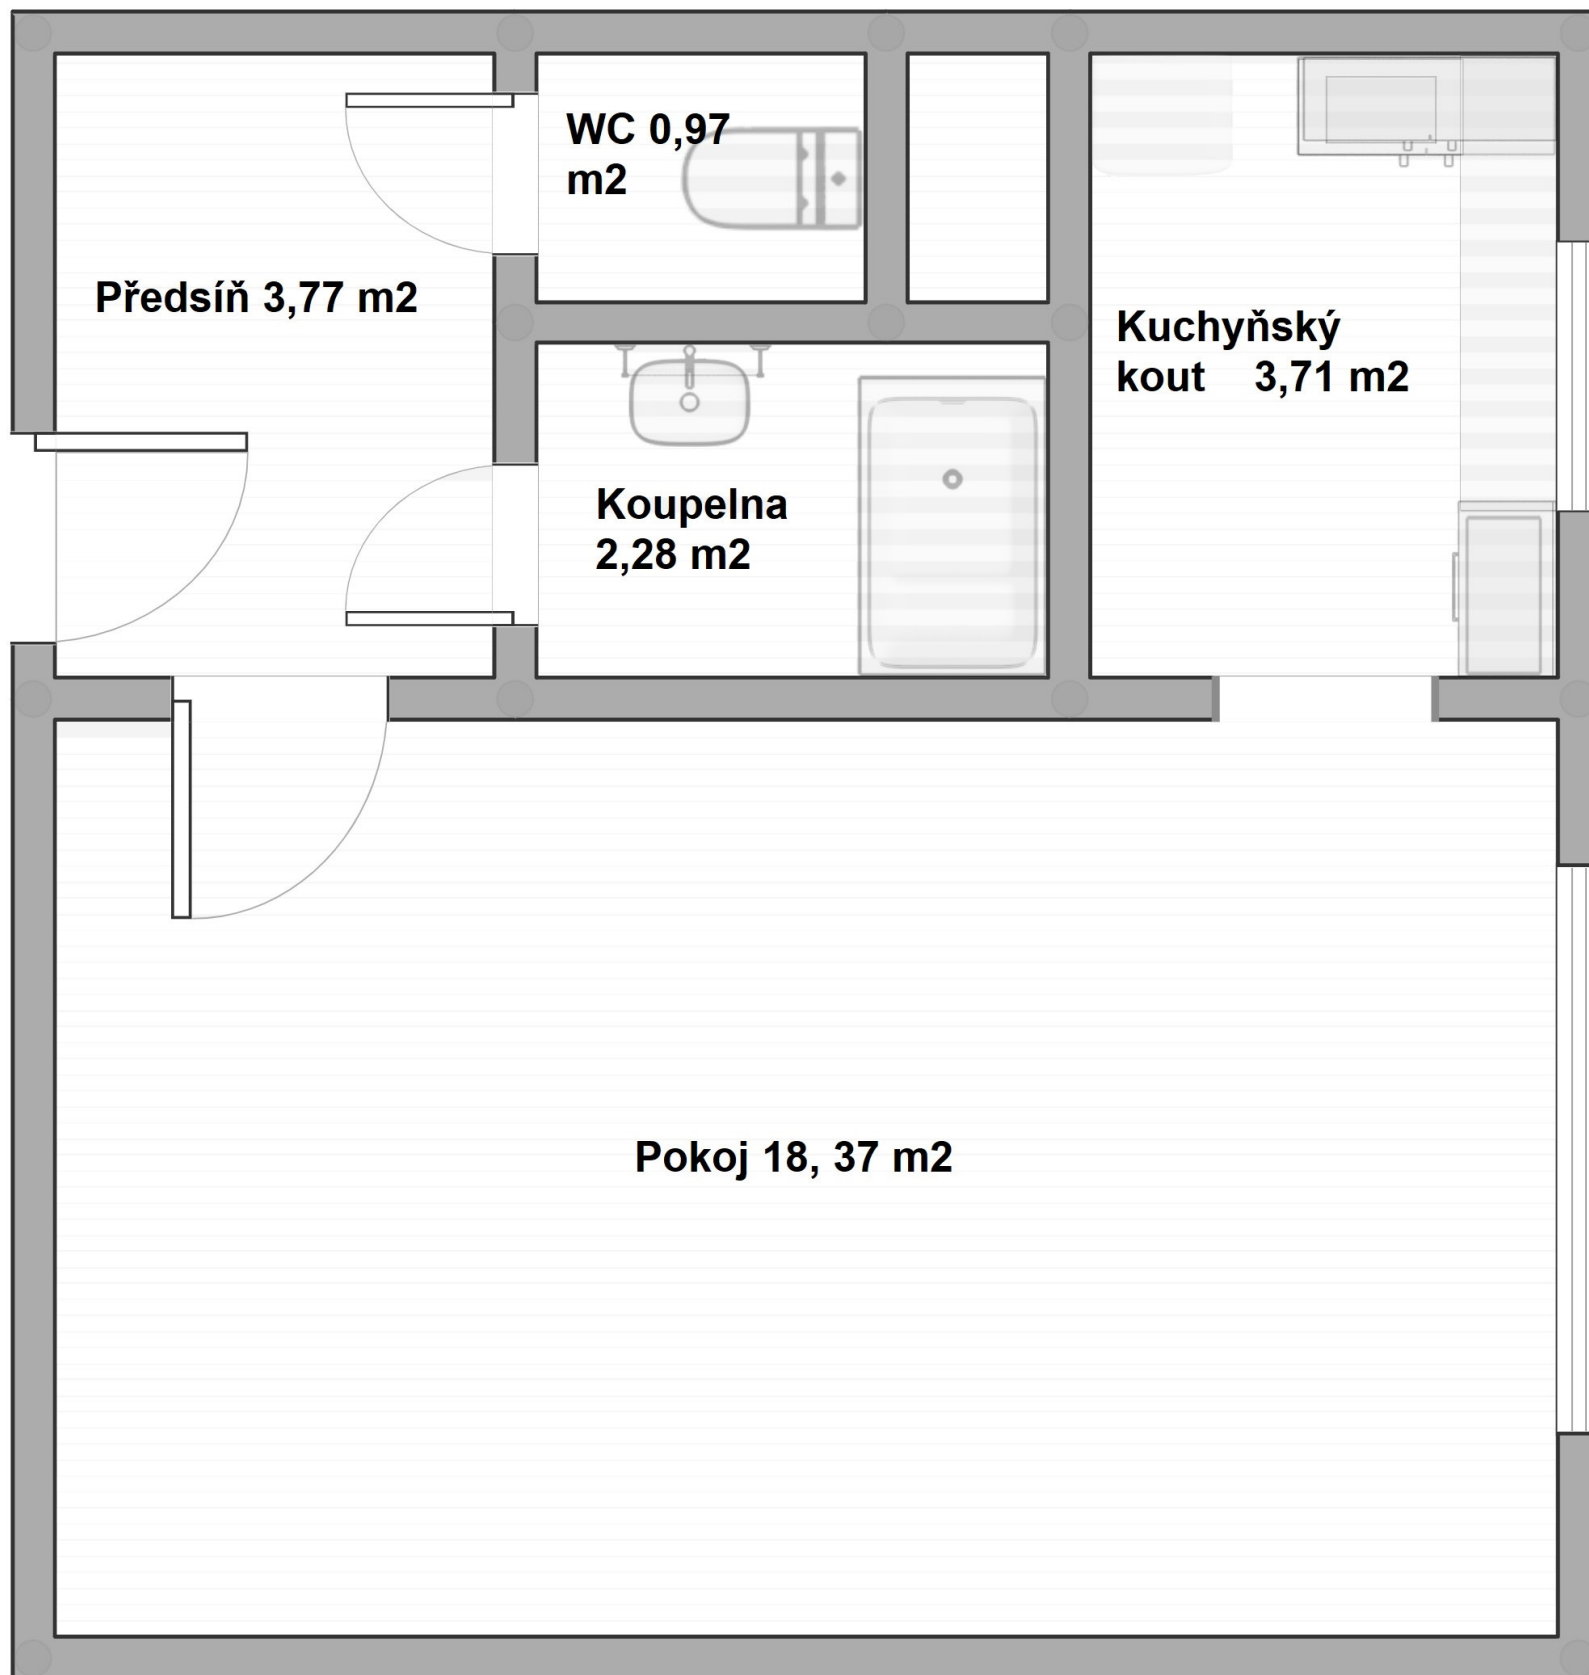 WC 0,97
m2
Předsíň 3,77 m2
Kuchyňský
kout    3,71 m2
Koupelna
2,28 m2
Pokoj 18, 37 m2